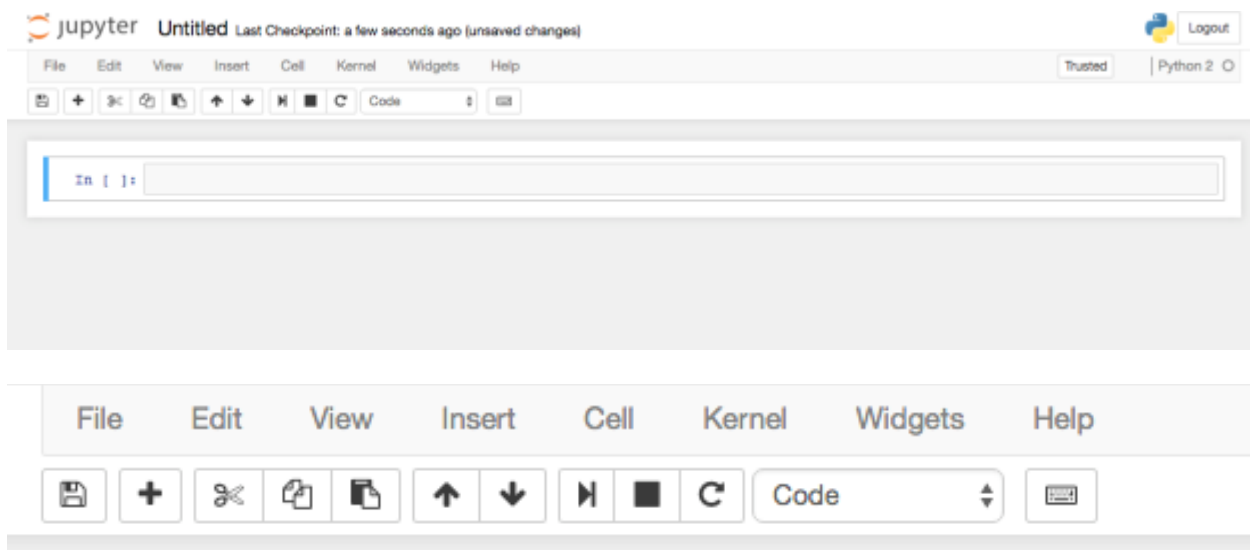 jupyter Untitled Last Checkpoint: a few seconds ago (unsaved changes) Logout
File Edit View Insert Cell Kernel Widgets Help Trusted Python 2
Code
In [ ]:
File Edit View Insert Cell Kernel Widgets Help
Code